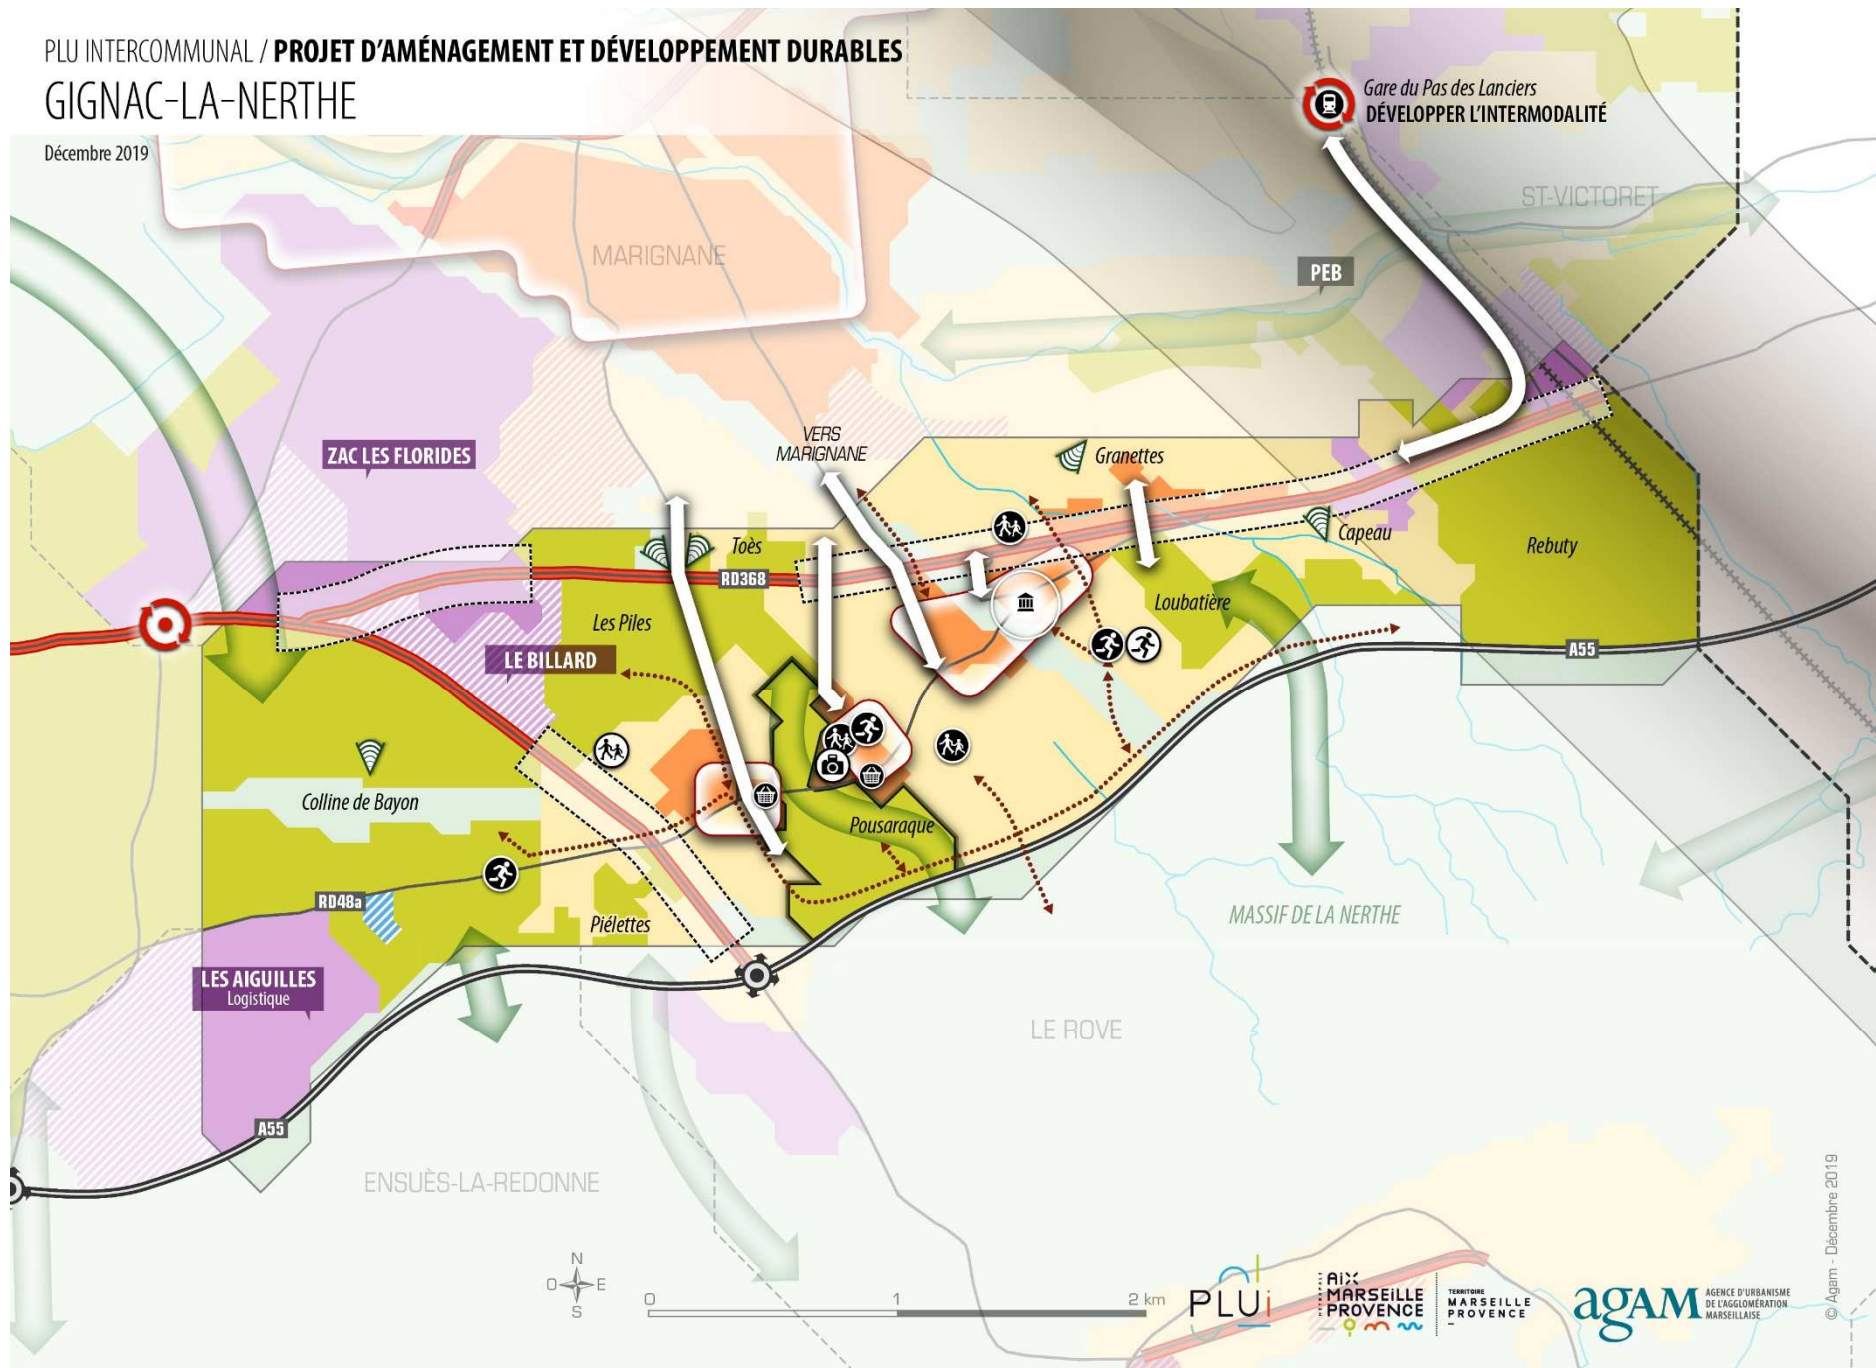 PLU INTERCOMMUNAL / PROJET D'AMÉNAGEMENT ET DÉVELOPPEMENT DURABLES
GIGNAC-LA-NERTHE
Décembre 2019
Gare du Pas des Lanciers
DÉVELOPPER L'INTERMODALITÉ
ST-VICTORET
MARIGNANE
PEB
ZAC LES FLORIDES
VERS
MARIGNANE
Granettes
Toès
Capeau
Rebuty
RD368
Les Piles
Loubatière
LE BILLARD
A55
Colline de Bayon
Pousaraque
RD48a
Piélettes
MASSIF DE LA NERTHE
LES AIGUILLES
Logistique
LE ROVE
A55
ENSUÈS-LA-REDONNE
N
O
E
S
0
1
2 km
PLUi
AiX
MARSEiLLE
PROVENCE
TERRITOIRE
MARSEILLE
PROVENCE
agAM
AGENCE D'URBANISME
DE L'AGGLOMÉRATION
MARSEILLAISE
© Agam - Décembre 2019